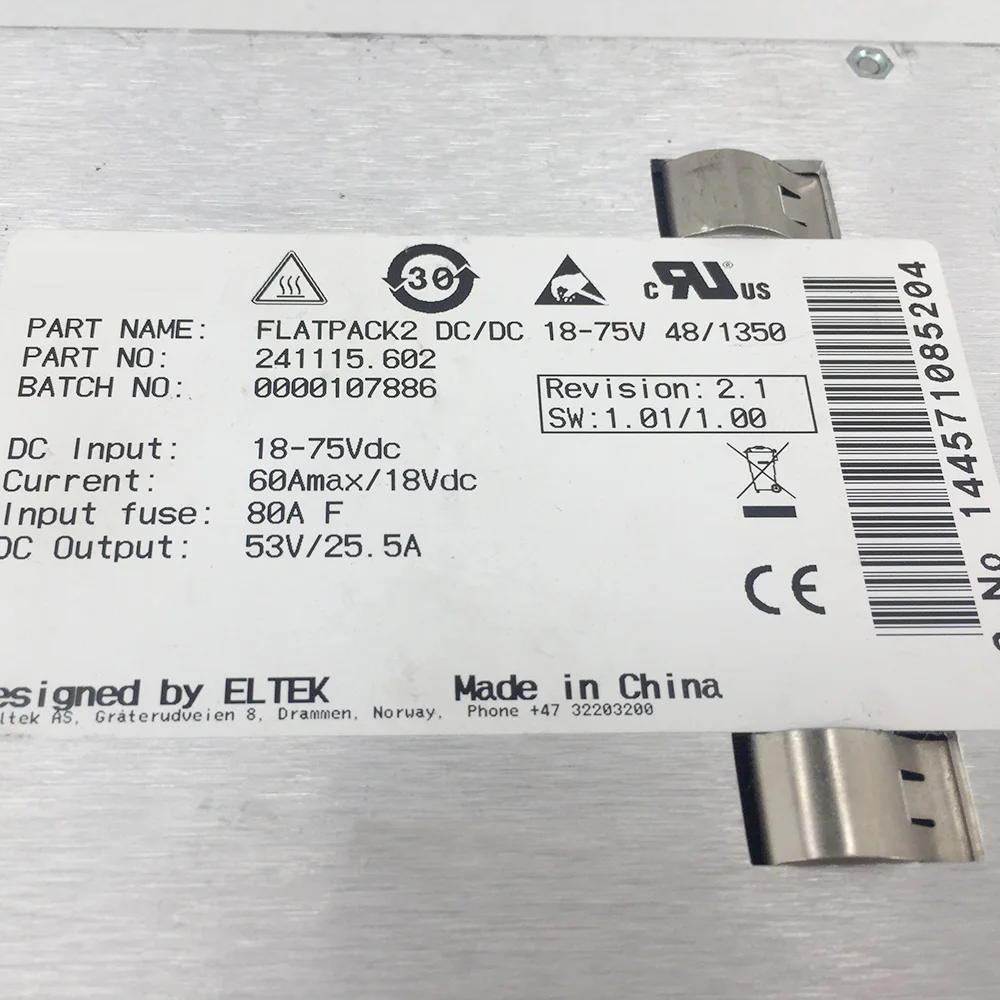 30
c RU ® US
PART NAME: FLATPACK2 DC/DC 18-75V 48/1350
PART NO: 241115.602
BATCH NO: 0000107886
Revision: 2.1
SW:1.01/1.00
DC Input: 18-75Vdc
Current: 60Amax/18Vdc
Input fuse: 80A F
DC Output: 53V/25.5A
CE
esigned by ELTEK Made in China
ltek AS, Gråterudveien 8, Drammen, Norway, Phone +47 32203200
No 144571085204